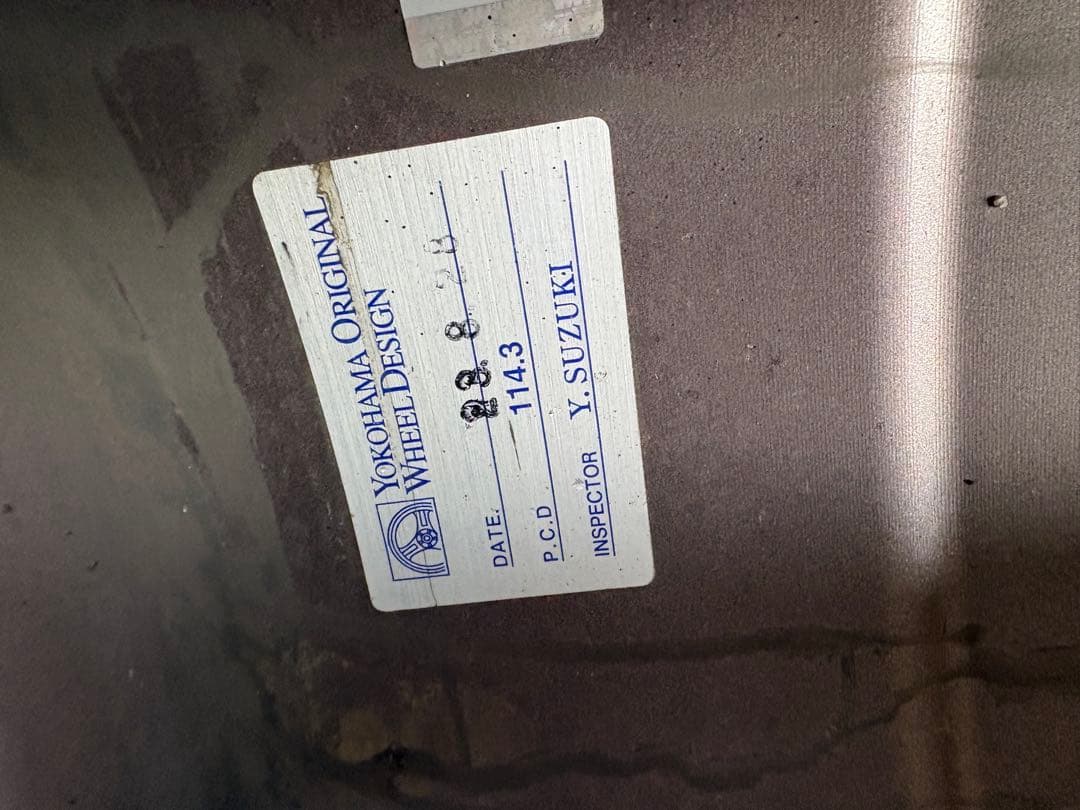 YOKOHAMA ORIGINAL
WHEEL DESIGN
DATE.
P.C.D 114.3
INSPECTOR Y. SUZUKI